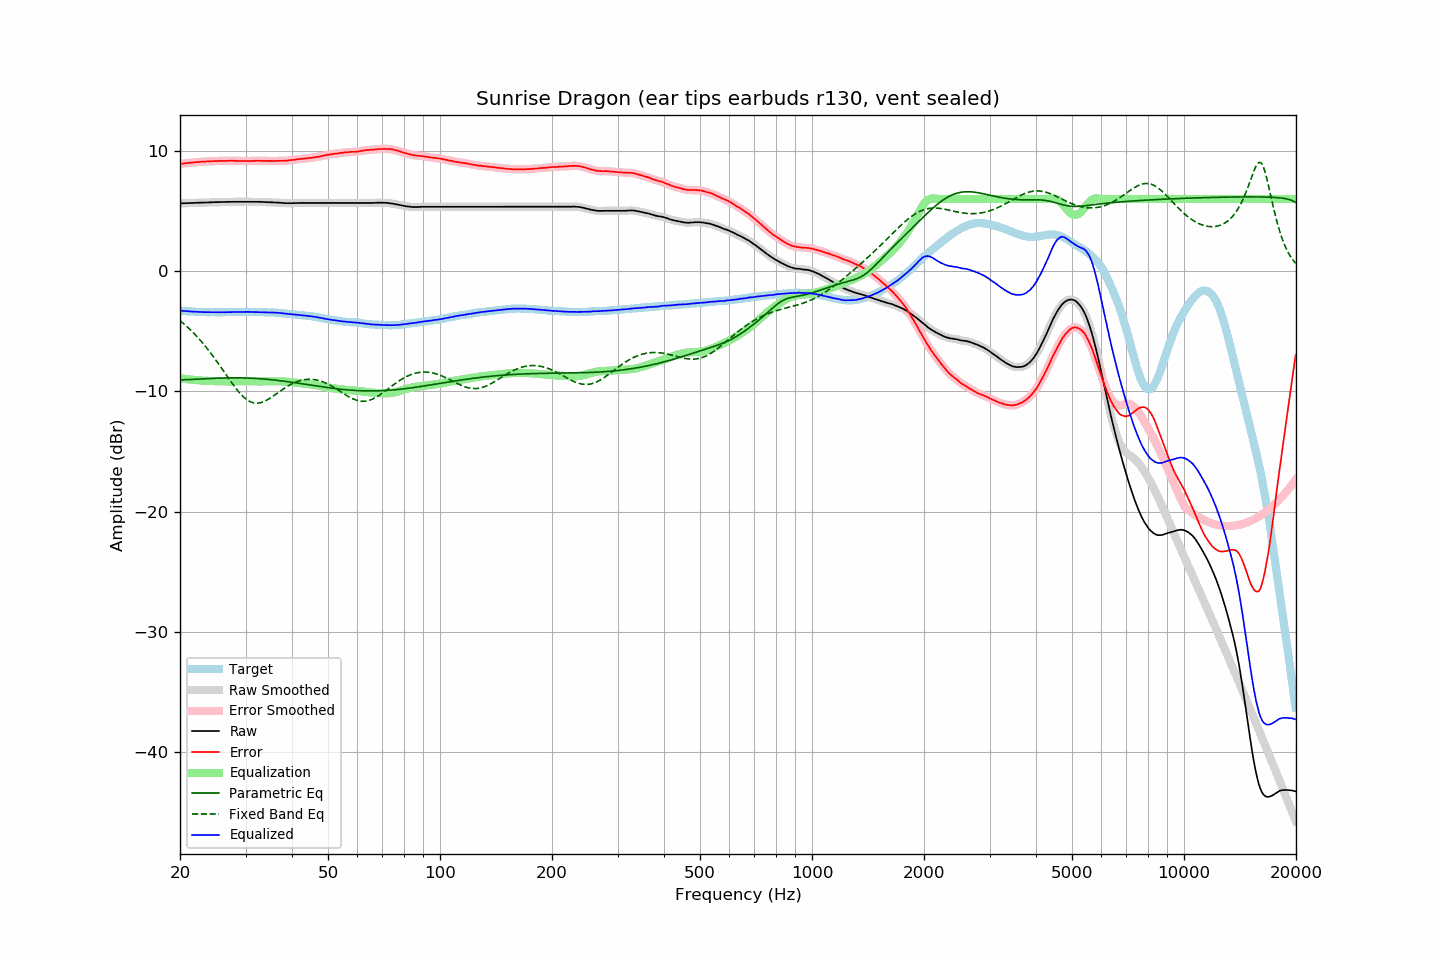 Sunrise Dragon (ear tips earbuds r130, vent sealed)
10
0
−10
−20
−30
−40
Amplitude (dBr)
Target
Raw Smoothed
Error Smoothed
Raw
Error
Equalization
Parametric Eq
Fixed Band Eq
Equalized
20 50 100 200 500 1000 2000 5000 10000 20000
Frequency (Hz)